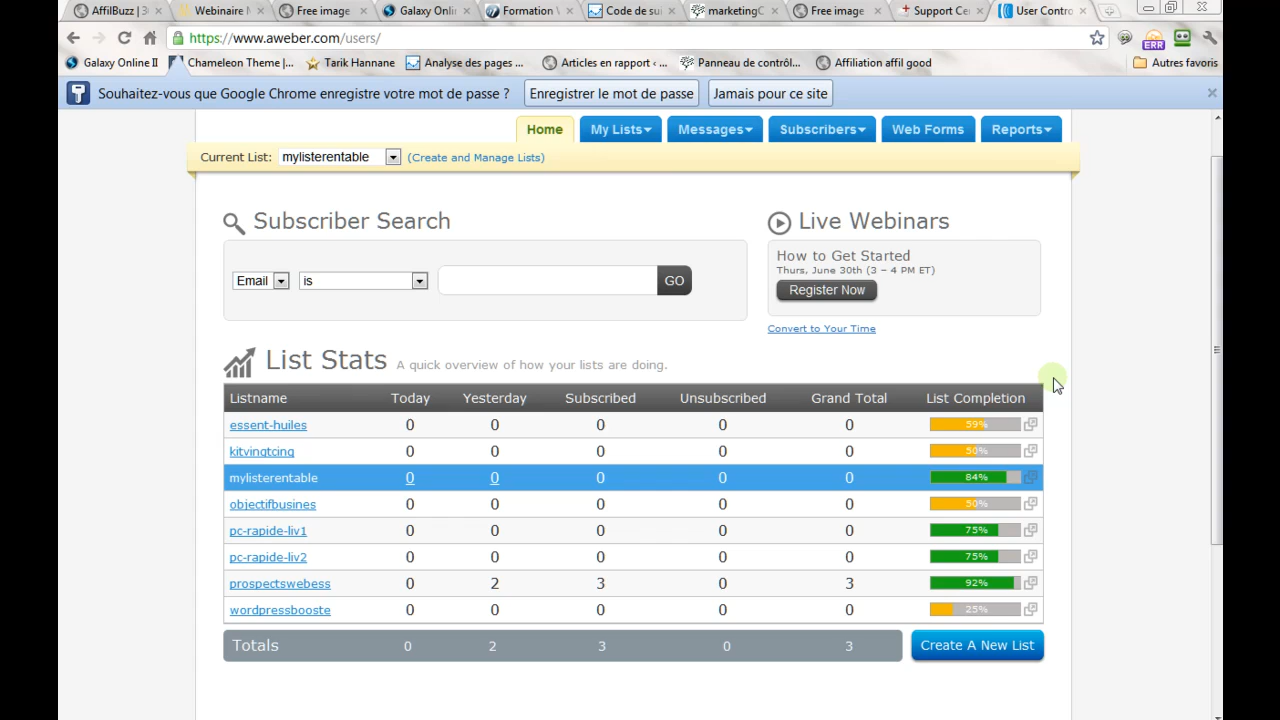 AffilBuzz | 3
Webinaire
Free image
Galaxy Onli
Formation
Code de sui
marketingC
Free image
Support Ce
User Contro
https://www.aweber.com/users/
ERR
Galaxy Online II
Chameleon Theme |...
Tarik Hannane
Analyse des pages ...
Articles en rapport ‹ ...
Panneau de contrôl...
Affiliation affil good
Autres favoris
Souhaitez-vous que Google Chrome enregistre votre mot de passe ? Enregistrer le mot de passe Jamais pour ce site
Home My Lists Messages Subscribers Web Forms Reports
Current List: mylisterentable (Create and Manage Lists)
Subscriber Search
Email is GO
Live Webinars
How to Get Started
Thurs, June 30th (3 – 4 PM ET)
Register Now
Convert to Your Time
List Stats A quick overview of how your lists are doing.
Listname Today Yesterday Subscribed Unsubscribed Grand Total List Completion
essent-huiles 0 0 0 0 0 59%
kitvingtcinq 0 0 0 0 0 50%
mylisterentable 0 0 0 0 0 84%
objectifbusines 0 0 0 0 0 50%
pc-rapide-liv1 0 0 0 0 0 75%
pc-rapide-liv2 0 0 0 0 0 75%
prospectswebess 0 2 3 0 3 92%
wordpressbooste 0 0 0 0 0 25%
Totals 0 2 3 0 3 Create A New List